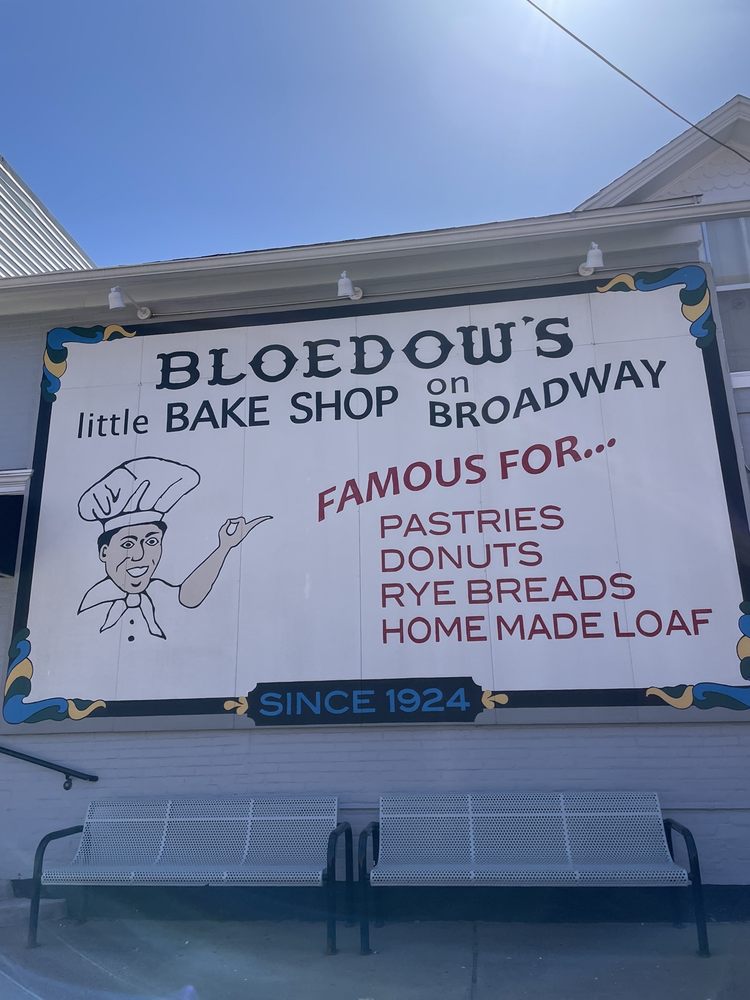 BLOEDOW'S
little BAKE SHOP on BROADWAY
FAMOUS FOR...
PASTRIES
DONUTS
RYE BREADS
HOME MADE LOAF
SINCE 1924